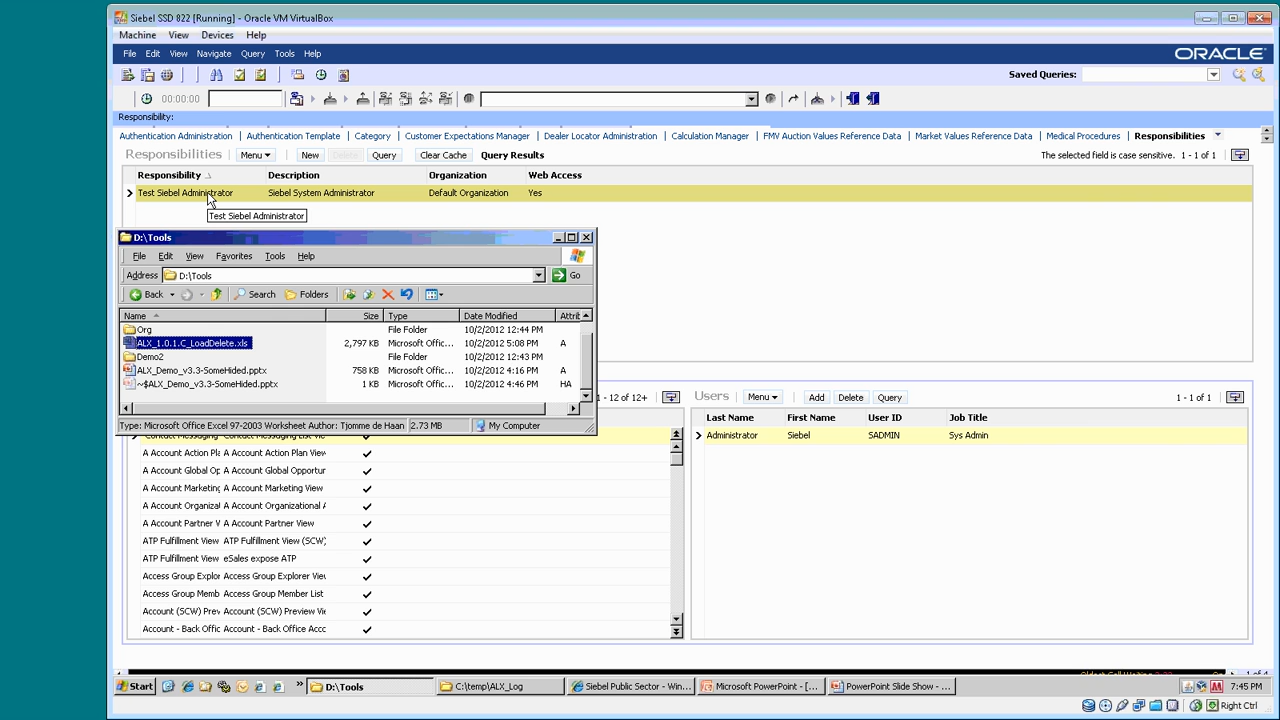 Siebel SSD 822 [Running] - Oracle VM VirtualBox
Machine View Devices Help
File Edit View Navigate Query Tools Help
ORACLE
Saved Queries:
00:00:00
Responsibility:
Authentication Administration Authentication Template Category Customer Expectations Manager Dealer Locator Administration Calculation Manager FMV Auction Values Reference Data Market Values Reference Data Medical Procedures Responsibilities
Responsibilities Menu New Delete Query Clear Cache Query Results The selected field is case sensitive. 1 - 1 of 1
Responsibility Description Organization Web Access
Test Siebel Administrator Siebel System Administrator Default Organization Yes
Test Siebel Administrator
D:\Tools
File Edit View Favorites Tools Help
Address D:\Tools Go
Back Search Folders
Name Size Type Date Modified Attrib
Org File Folder 10/2/2012 12:44 PM
ALX_1.0.1.C_LoadDelete.xls 2,797 KB Microsoft Offic... 10/2/2012 5:08 PM A
Demo2 File Folder 10/2/2012 12:43 PM
ALX_Demo_v3.3-SomeHided.pptx 758 KB Microsoft Offic... 10/2/2012 4:16 PM A
~$ALX_Demo_v3.3-SomeHided.pptx 1 KB Microsoft Offic... 10/2/2012 4:46 PM HA
Type: Microsoft Office Excel 97-2003 Worksheet Author: Tjomme de Haan 2.73 MB My Computer
1 - 12 of 12+
Users Menu Add Delete Query 1 - 1 of 1
Last Name First Name User ID Job Title
Administrator Siebel SADMIN Sys Admin
A Account Action Pla A Account Action Plan View
A Account Global Op A Account Global Opportur
A Account Marketing A Account Marketing View
A Account Organizat A Account Organizational A
A Account Partner V A Account Partner View
ATP Fulfillment View ATP Fulfillment View (SCW)
ATP Fulfillment View eSales expose ATP
Access Group Explor Access Group Explorer View
Access Group Memb Access Group Member List
Account (SCW) Prev Account (SCW) Preview Vie
Account - Back Offic Account - Back Office Acco
Start D:\Tools C:\temp\ALX_Log Siebel Public Sector - Win... Microsoft PowerPoint - [... PowerPoint Slide Show - ... 7:45 PM
Right Ctrl